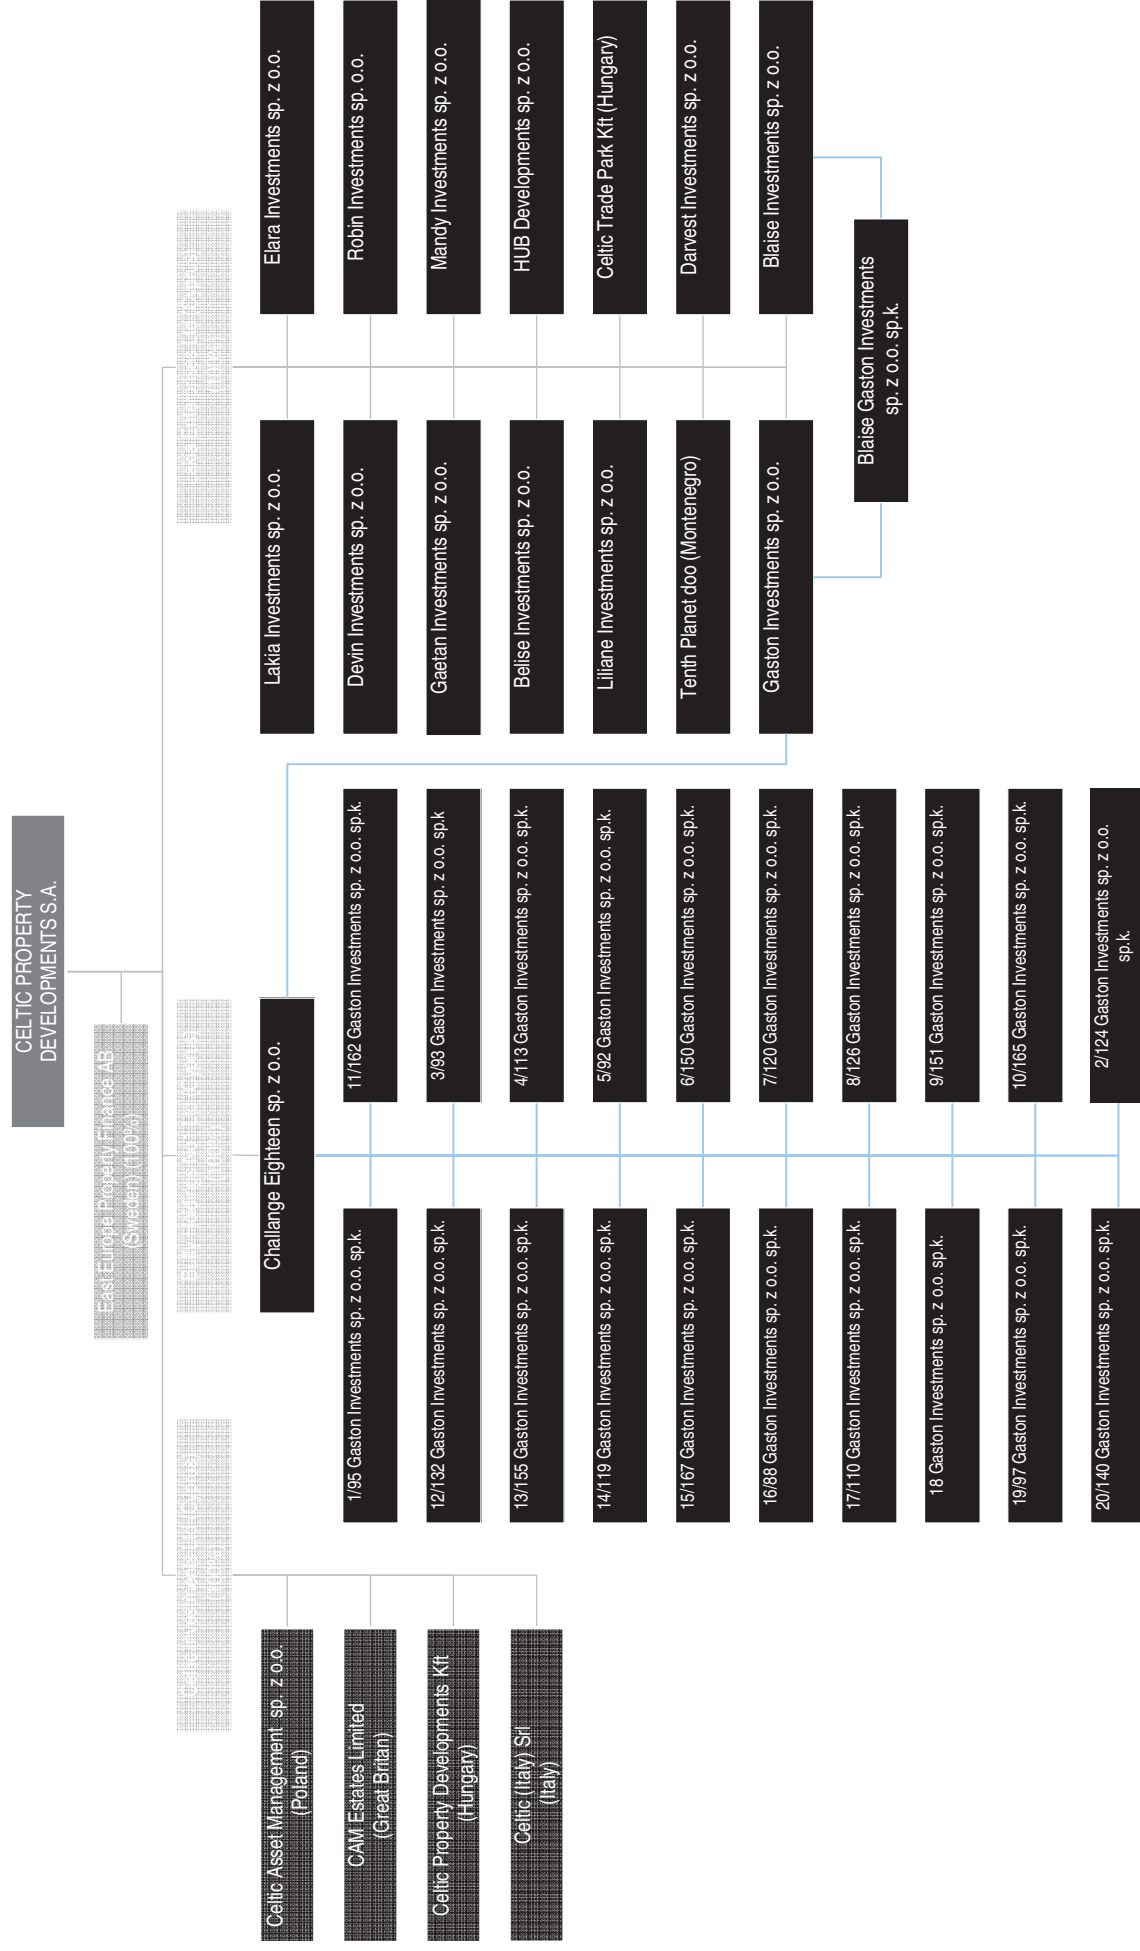 CELTIC PROPERTY
DEVELOPMENTS S.A.
East Europe Property Finance AB
(Sweden) (100%)
Celtic Asset Management sp. z o.o.
(Poland)
CAM Estates Limited
(Great Britan)
Celtic Property Developments Kft
(Hungary)
Celtic (Italy) Srl
(Italy)
Challange Eighteen sp. z o.o.
1/95 Gaston Investments sp. z o.o. sp.k.
12/132 Gaston Investments sp. z o.o. sp.k.
13/155 Gaston Investments sp. z o.o. sp.k.
14/119 Gaston Investments sp. z o.o. sp.k.
15/167 Gaston Investments sp. z o.o. sp.k.
16/88 Gaston Investments sp. z o.o. sp.k.
17/110 Gaston Investments sp. z o.o. sp.k.
18 Gaston Investments sp. z o.o. sp.k.
19/97 Gaston Investments sp. z o.o. sp.k.
20/140 Gaston Investments sp. z o.o. sp.k.
11/162 Gaston Investments sp. z o.o. sp.k.
3/93 Gaston Investments sp. z o.o. sp.k
4/113 Gaston Investments sp. z o.o. sp.k.
5/92 Gaston Investments sp. z o.o. sp.k.
6/150 Gaston Investments sp. z o.o. sp.k.
7/120 Gaston Investments sp. z o.o. sp.k.
8/126 Gaston Investments sp. z o.o. sp.k.
9/151 Gaston Investments sp. z o.o. sp.k.
10/165 Gaston Investments sp. z o.o. sp.k.
2/124 Gaston Investments sp. z o.o.
sp.k.
Lakia Investments sp. z o.o.
Devin Investments sp. z o.o.
Gaetan Investments sp. z o.o.
Belise Investments sp. z o.o.
Liliane Investments sp. z o.o.
Tenth Planet doo (Montenegro)
Gaston Investments sp. z o.o.
Elara Investments sp. z o.o.
Robin Investments sp. o.o.
Mandy Investments sp. z o.o.
HUB Developments sp. z o.o.
Celtic Trade Park Kft (Hungary)
Darvest Investments sp. z o.o.
Blaise Investments sp. z o.o.
Blaise Gaston Investments
sp. z o.o. sp.k.